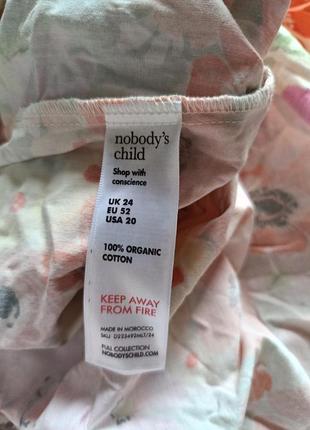 nobody's
child
Shop with
conscience
UK 24
EU 52
USA 20
100% ORGANIC
COTTON
KEEP AWAY
FROM FIRE
MADE IN MOROCCO
FULL COLLECTION
NOBODYSCHILD.COM